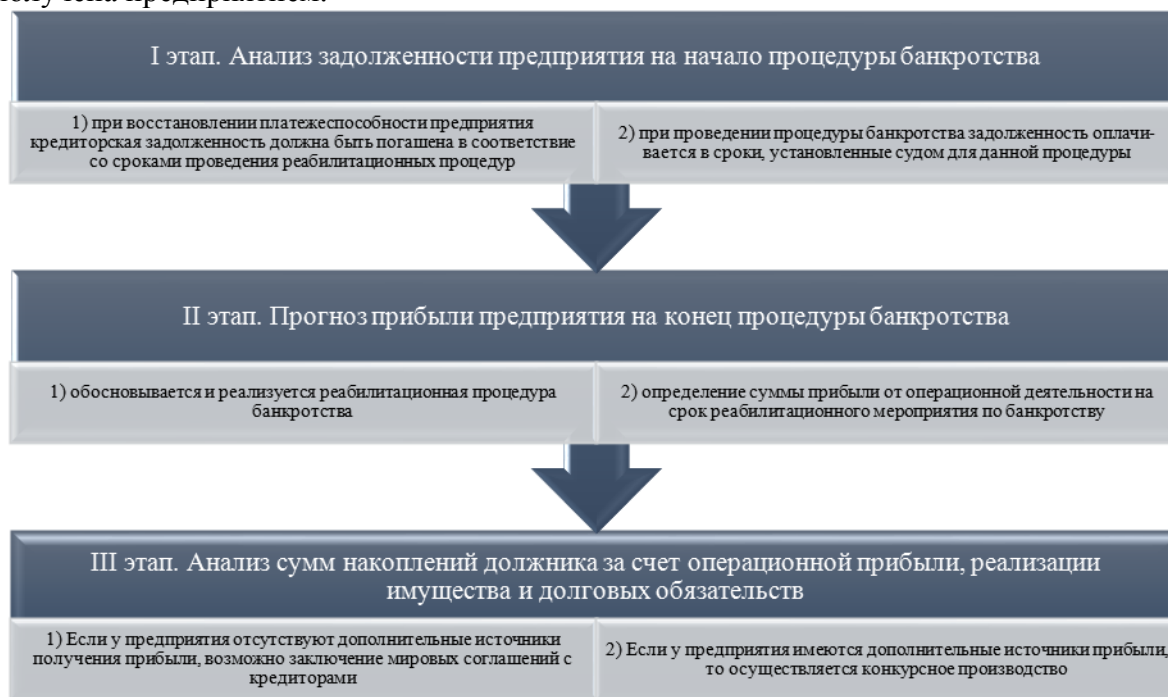 предприятием.
I этап. Анализ задолженности предприятия на начало процедуры банкротства
1) при восстановлении платежеспособности предприятия
кредиторская задолженность должна быть погашена в соответствие
со сроками проведения реабилитационных процедур
2) при проведении процедуры банкротства задолженность оплачи-
вается в сроки, установленные судом для данной процедуры
II этап. Прогноз прибыли предприятия на конец процедуры банкротства
1) обосновывается и реализуется реабилитационная процедура
банкротства
2) определение суммы прибыли от операционной деятельности на
срок реабилитационного мероприятия по банкротству
III этап. Анализ сумм накоплений должника за счет операционной прибыли, реализации
имущества и долговых обязательств
1) Если у предприятия отсутствуют дополнительные источники
получения прибыли, возможно заключение мировых соглашений с
кредиторами
2) Если у предприятия имеются дополнительные источники прибыли,
то осуществляется конкурсное производство